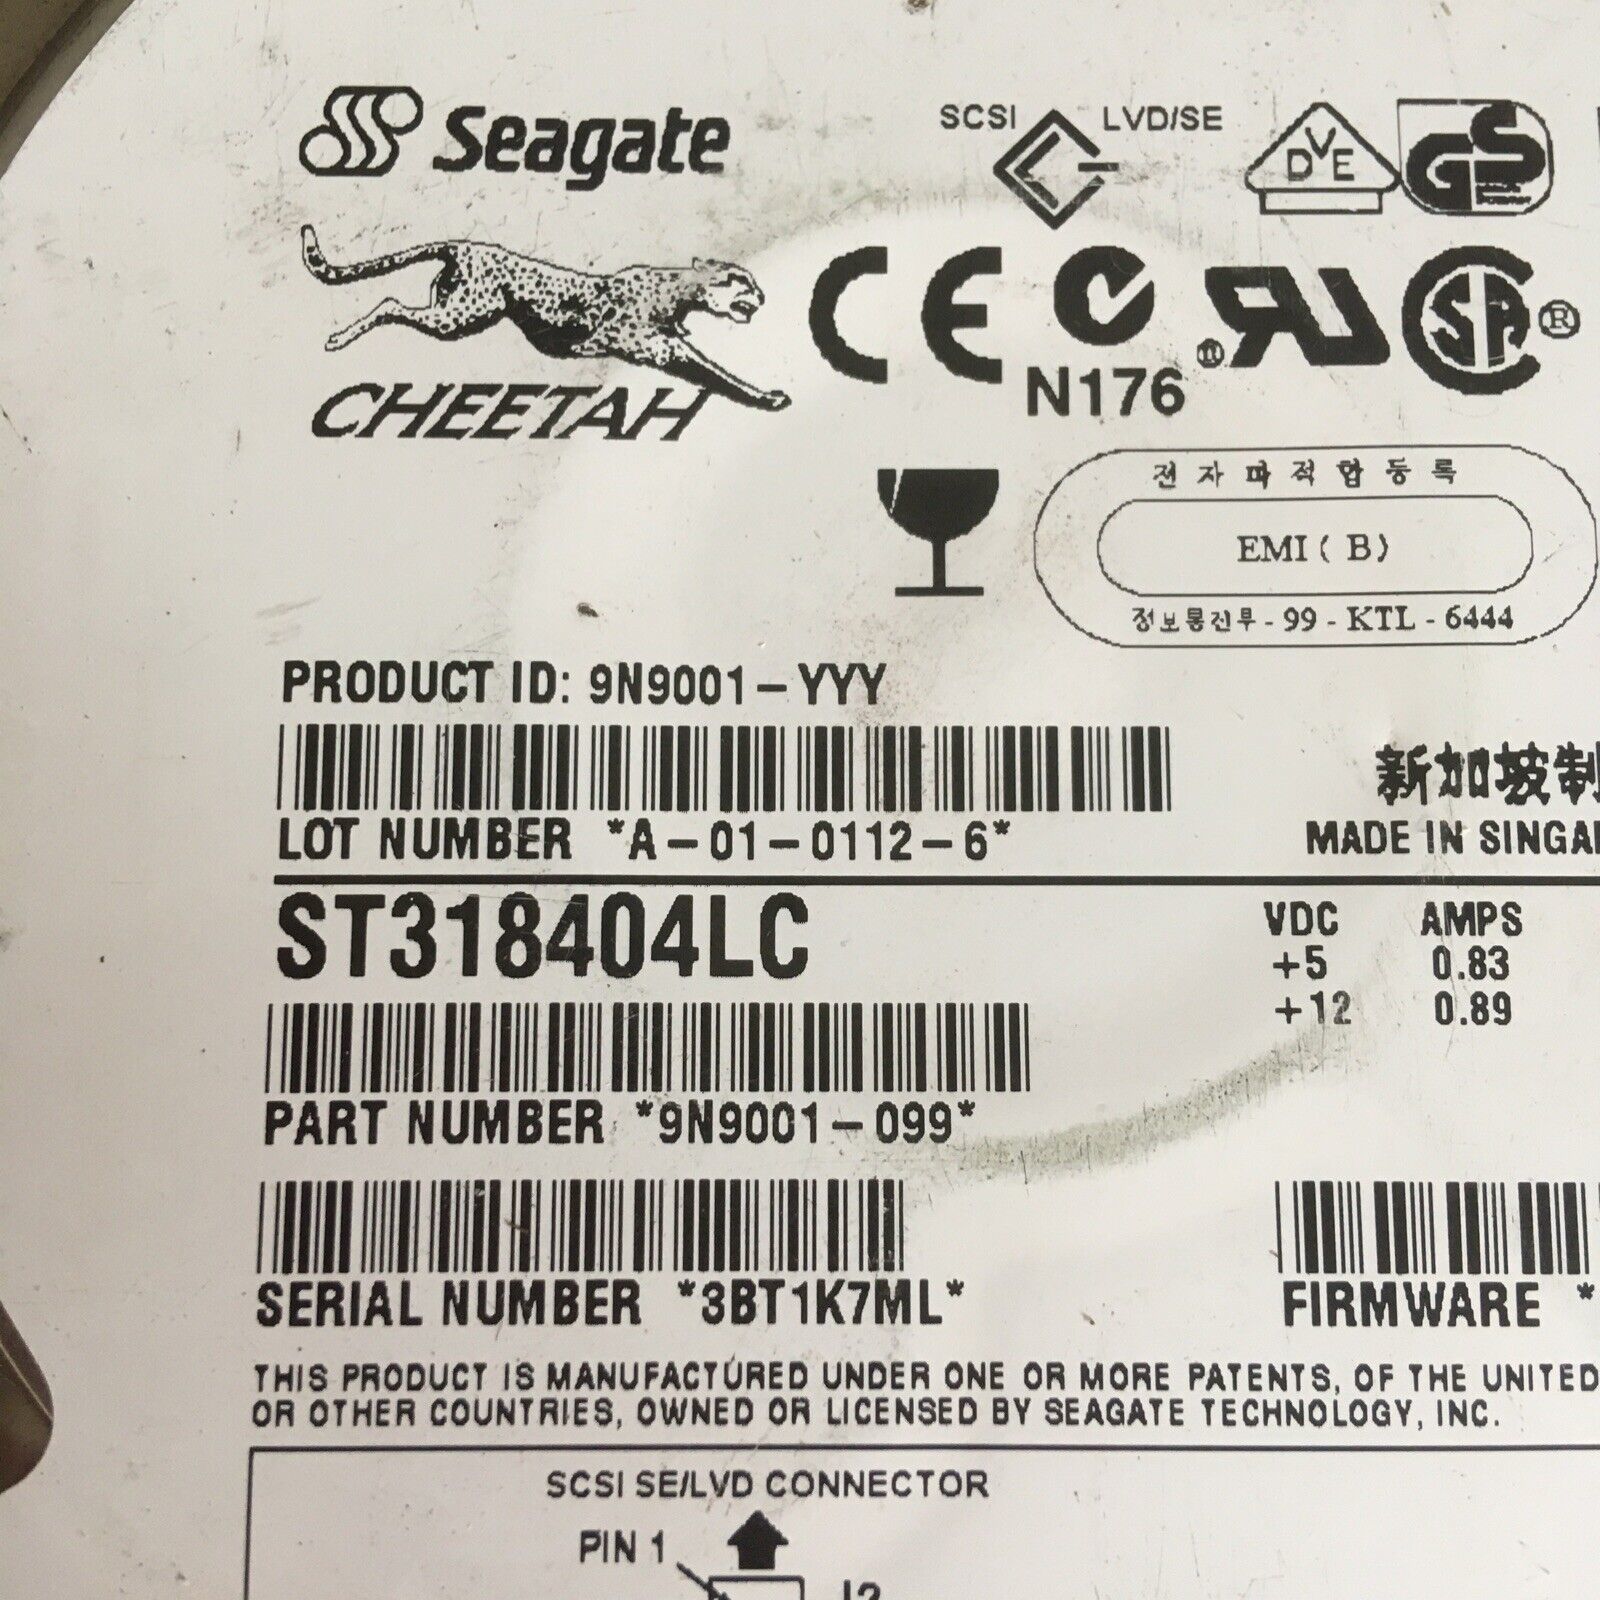 Seagate
SCSI LVD/SE
DVE
GS
CHEETAH
CE
N176
전자파적합등록
EMI ( B )
정보통신부 - 99 - KTL - 6444
PRODUCT ID: 9N9001-YYY
LOT NUMBER *A-01-0112-6*
新加坡制
MADE IN SINGA
ST318404LC
VDC AMPS
+5 0.83
+12 0.89
PART NUMBER *9N9001-099*
SERIAL NUMBER *3BT1K7ML*
FIRMWARE *
THIS PRODUCT IS MANUFACTURED UNDER ONE OR MORE PATENTS, OF THE UNITED
OR OTHER COUNTRIES, OWNED OR LICENSED BY SEAGATE TECHNOLOGY, INC.
SCSI SE/LVD CONNECTOR
PIN 1
J2